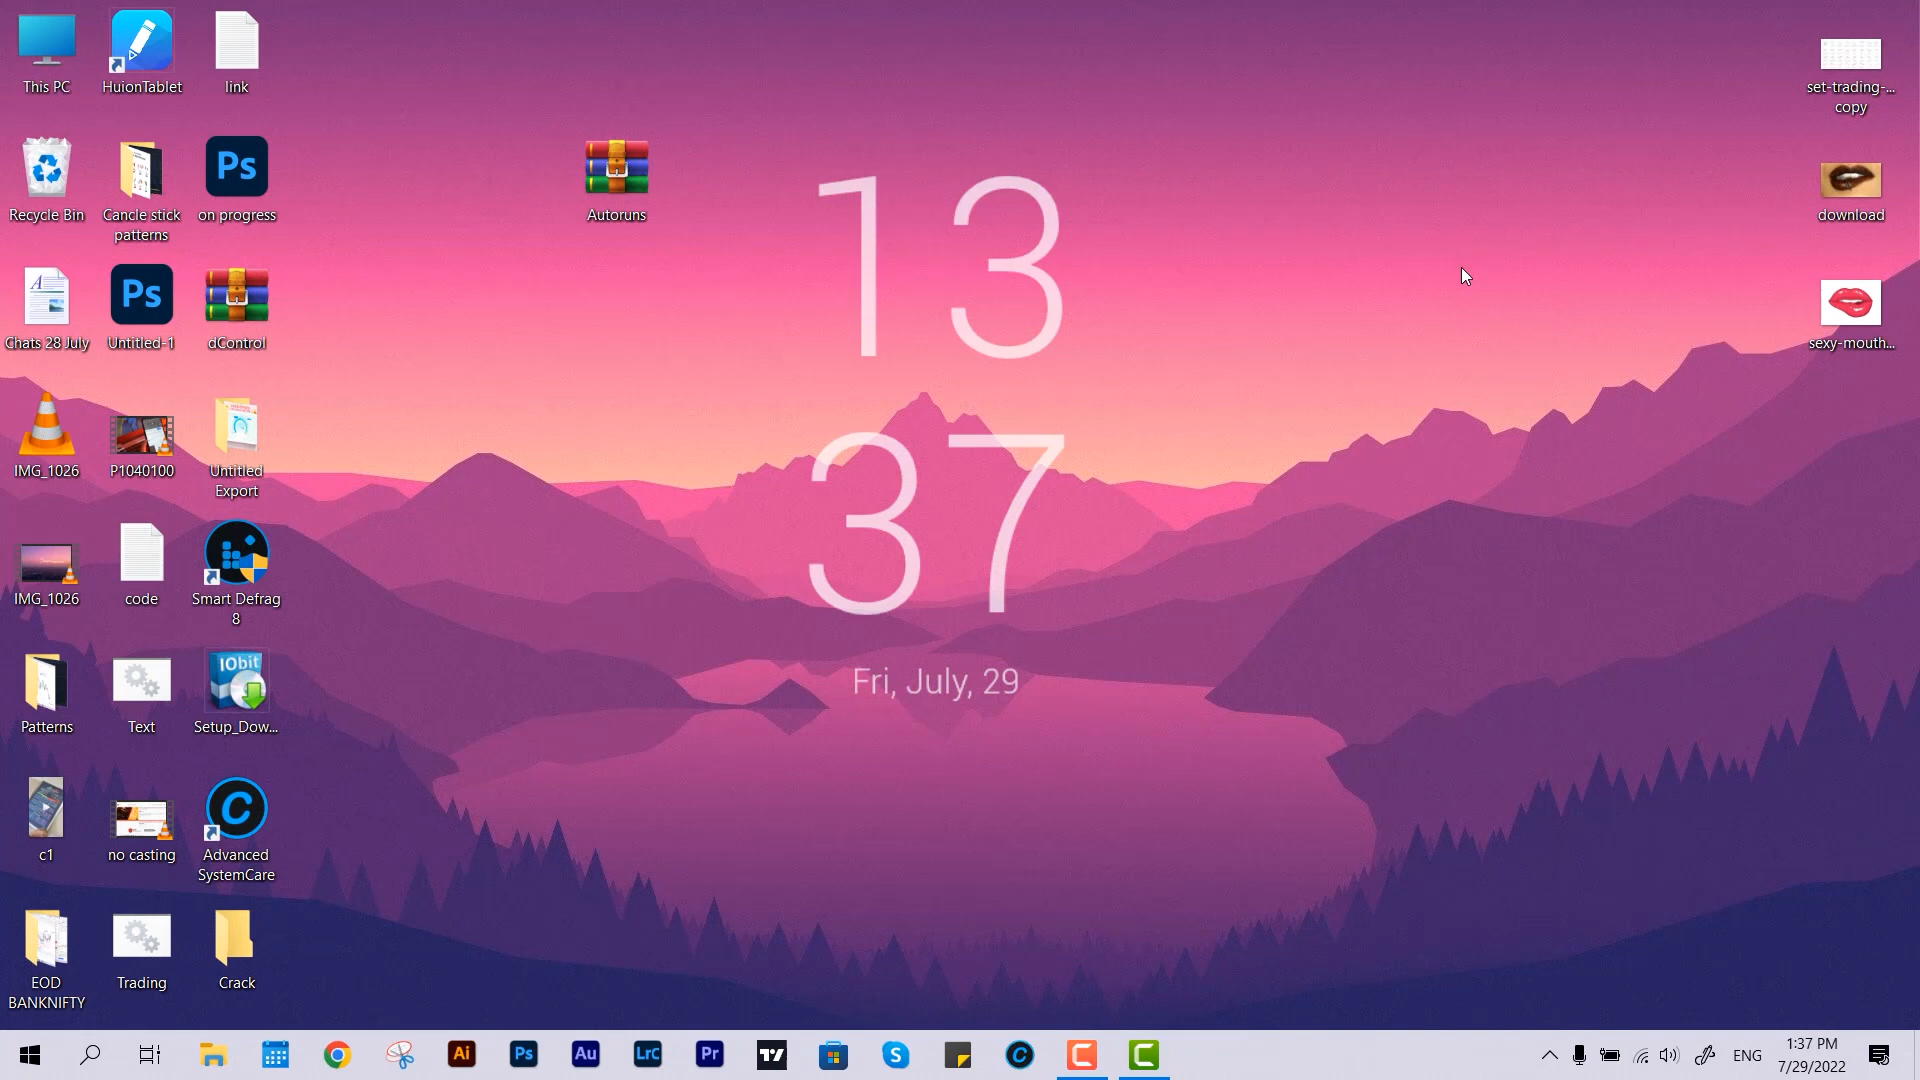 This PC
HuionTablet
link
Recycle Bin
Cancle stick
patterns
Ps
on progress
Chats 28 July
Ps
Untitled-1
dControl
IMG_1026
P1040100
Untitled
Export
IMG_1026
code
Smart Defrag
8
Patterns
Text
IObit
Setup_Dow...
c1
no casting
Advanced
SystemCare
EOD
BANKNIFTY
Trading
Crack
Autoruns
13
37
Fri, July, 29
set-trading-...
copy
download
sexy-mouth...
Ai
Ps
Au
LrC
Pr
ENG
1:37 PM
7/29/2022